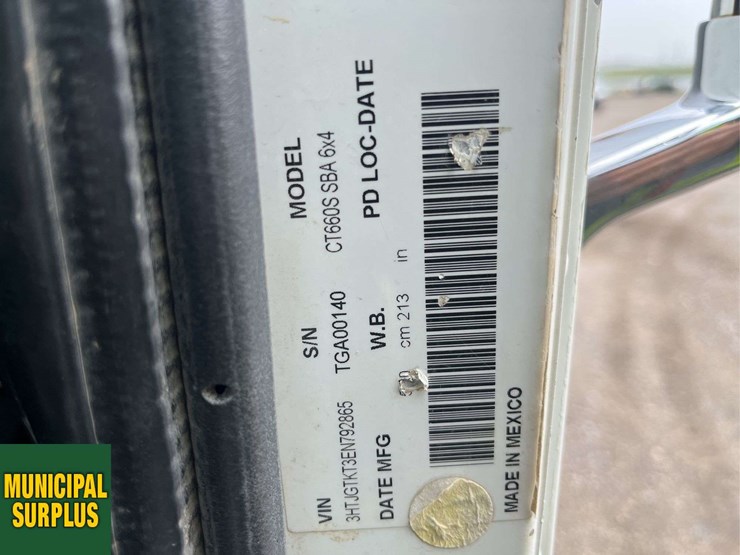 VIN S/N MODEL
3HTJGTKT3EN792865 TGA00140 CT660S SBA 6x4
DATE MFG W.B. PD LOC-DATE
cm 213 in
MADE IN MEXICO
MUNICIPAL
SURPLUS